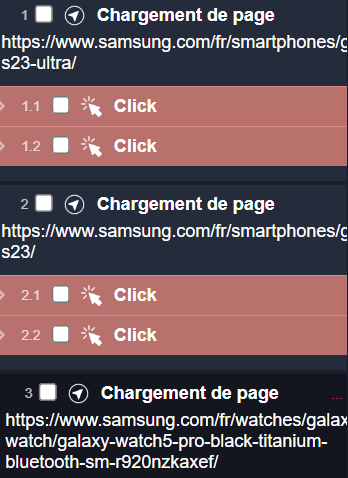 1 Chargement de page
https://www.samsung.com/fr/smartphones/g
s23-ultra/
1.1 Click
1.2 Click
2 Chargement de page
https://www.samsung.com/fr/smartphones/g
s23/
2.1 Click
2.2 Click
3 Chargement de page ...
https://www.samsung.com/fr/watches/galax
watch/galaxy-watch5-pro-black-titanium-
bluetooth-sm-r920nzkaxef/